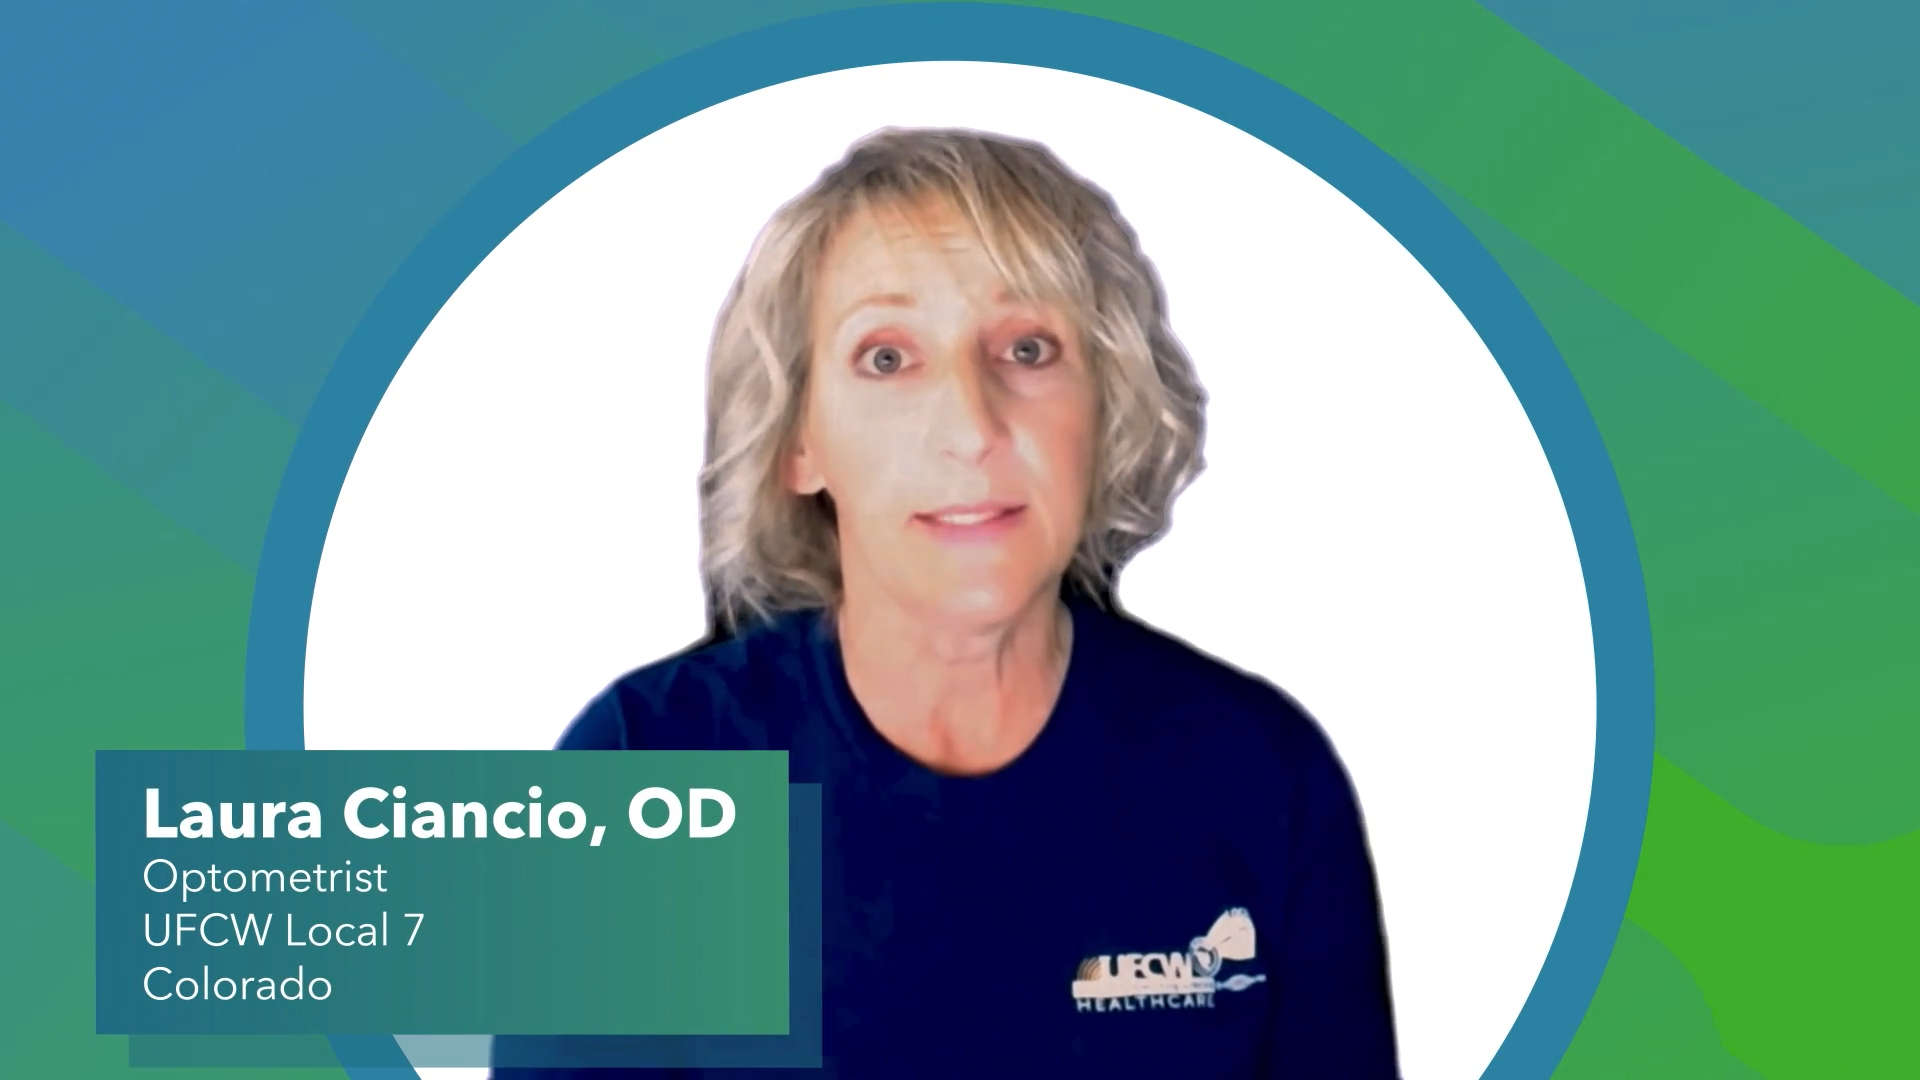 Laura Ciancio, OD
Optometrist
UFCW Local 7
Colorado
UFCW
HEALTHCARE